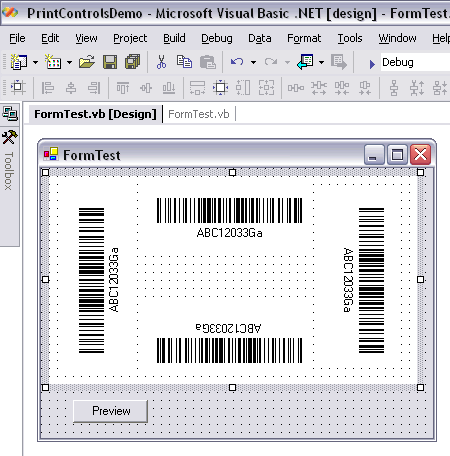 PrintControlsDemo - Microsoft Visual Basic .NET [design] - FormTest.
File Edit View Project Build Debug Data Format Tools Window
Debug
FormTest.vb [Design] FormTest.vb
Toolbox
FormTest
ABC12033Ga
ABC12033Ga
ABC12033Ga
ABC12033Ga
Preview